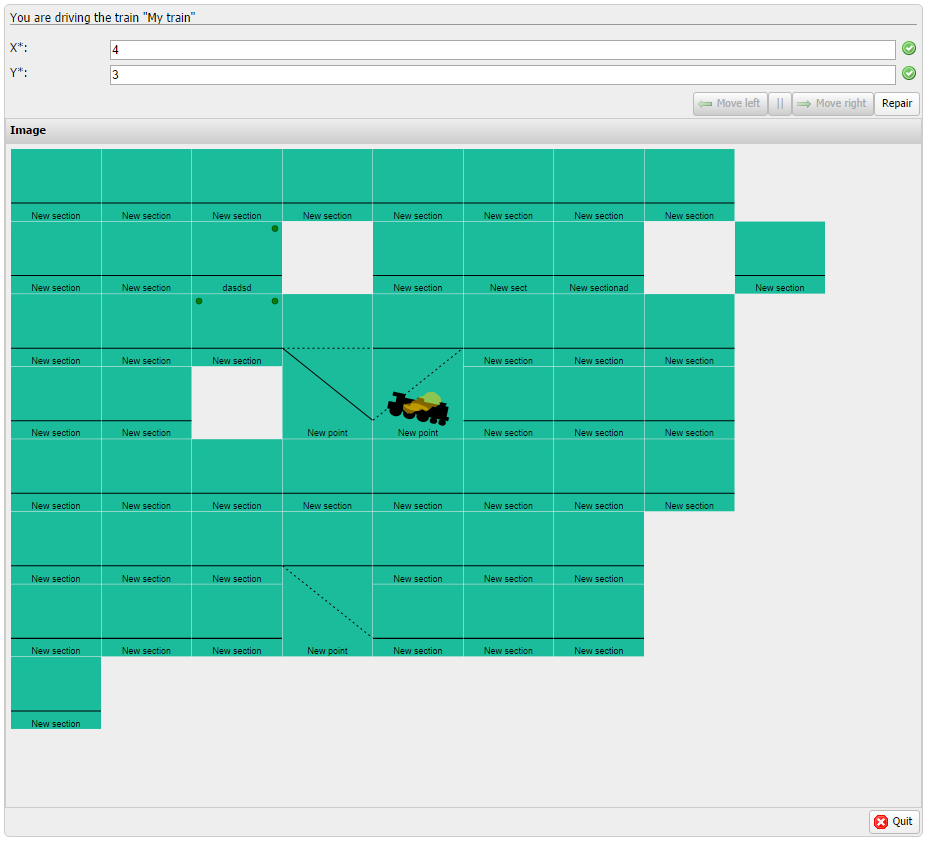 You are driving the train "My train"
X*: 4
Y*: 3
Move left || Move right Repair
Image
New section New section New section New section New section New section New section New section
New section New section dasdsd New section New sect New sectionad New section
New section New section New section New section New section New section
New section New section New point New point New section New section New section
New section New section New section New section New section New section New section New section
New section New section New section New section New section New section
New section New section New section New point New section New section New section
New section
Quit